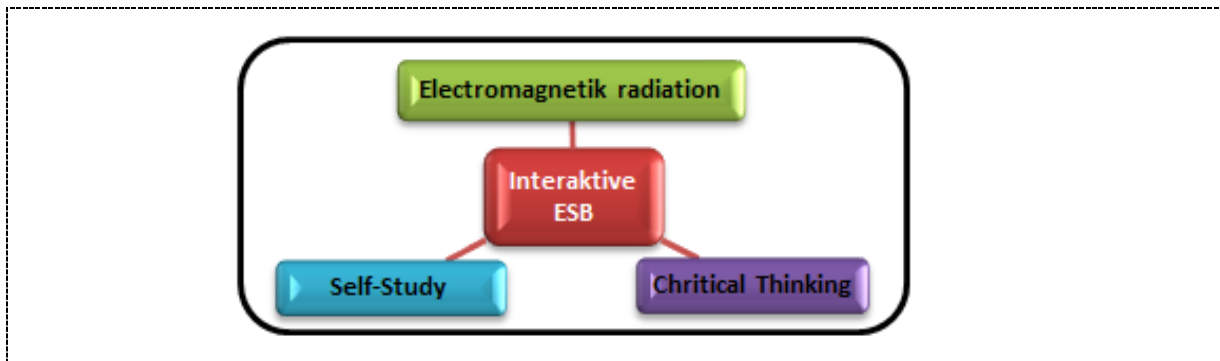 Electromagnetik radiation
Interaktive
ESB
Self-Study
Chritical Thinking